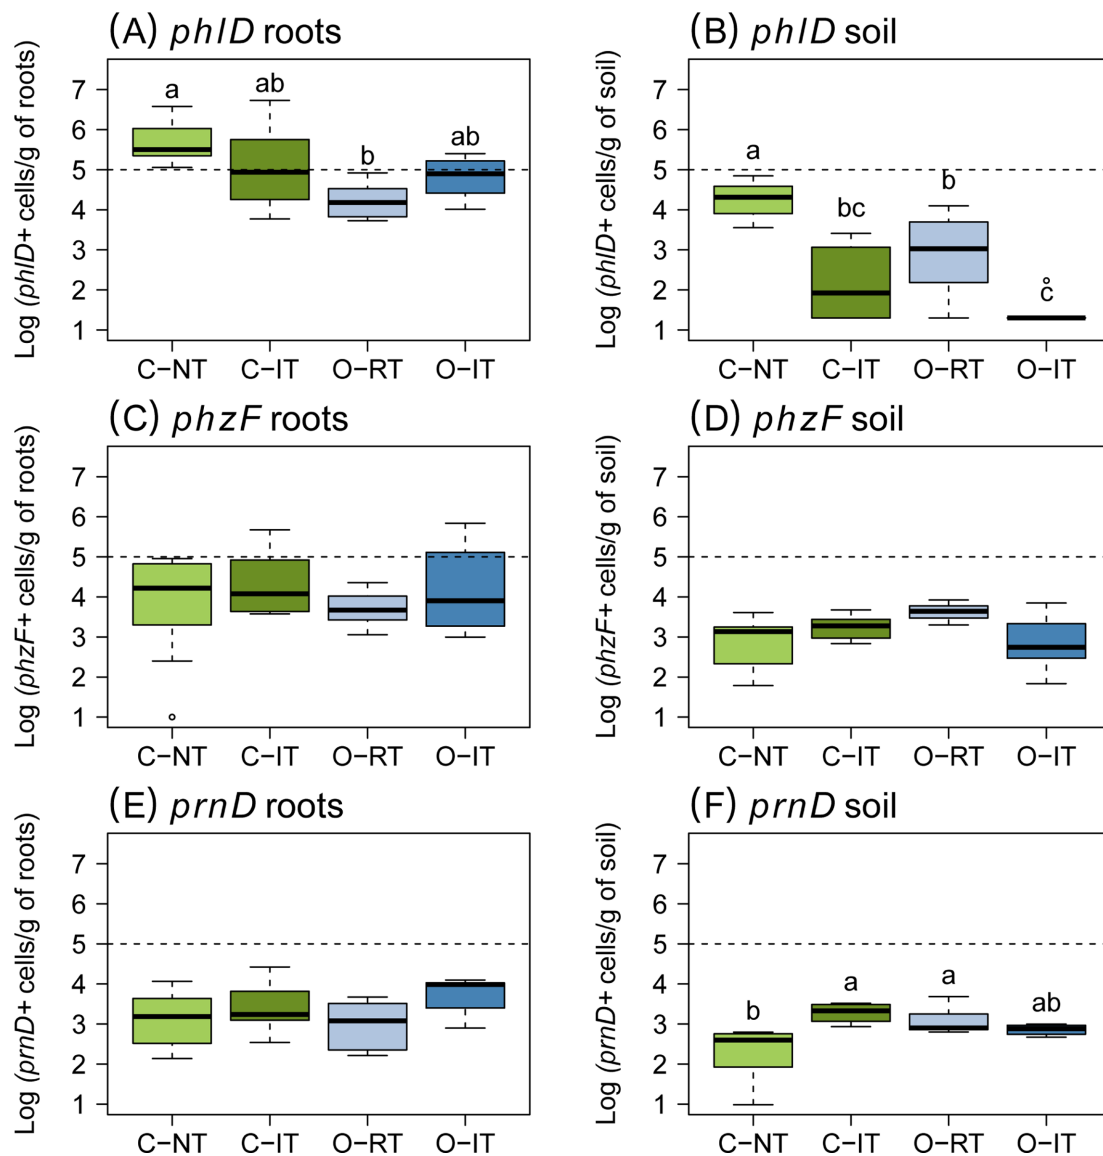 (A) phlD roots
Log (phlD+ cells/g of roots)
7
6
5
4
3
2
1
a
ab
b
ab
C−NT C−IT O−RT O−IT
(B) phlD soil
Log (phlD+ cells/g of soil)
7
6
5
4
3
2
1
a
bc
b
c
C−NT C−IT O−RT O−IT
(C) phzF roots
Log (phzF+ cells/g of roots)
7
6
5
4
3
2
1
C−NT C−IT O−RT O−IT
(D) phzF soil
Log (phzF+ cells/g of soil)
7
6
5
4
3
2
1
C−NT C−IT O−RT O−IT
(E) prnD roots
Log (prnD+ cells/g of roots)
7
6
5
4
3
2
1
C−NT C−IT O−RT O−IT
(F) prnD soil
Log (prnD+ cells/g of soil)
7
6
5
4
3
2
1
b
a
a
ab
C−NT C−IT O−RT O−IT